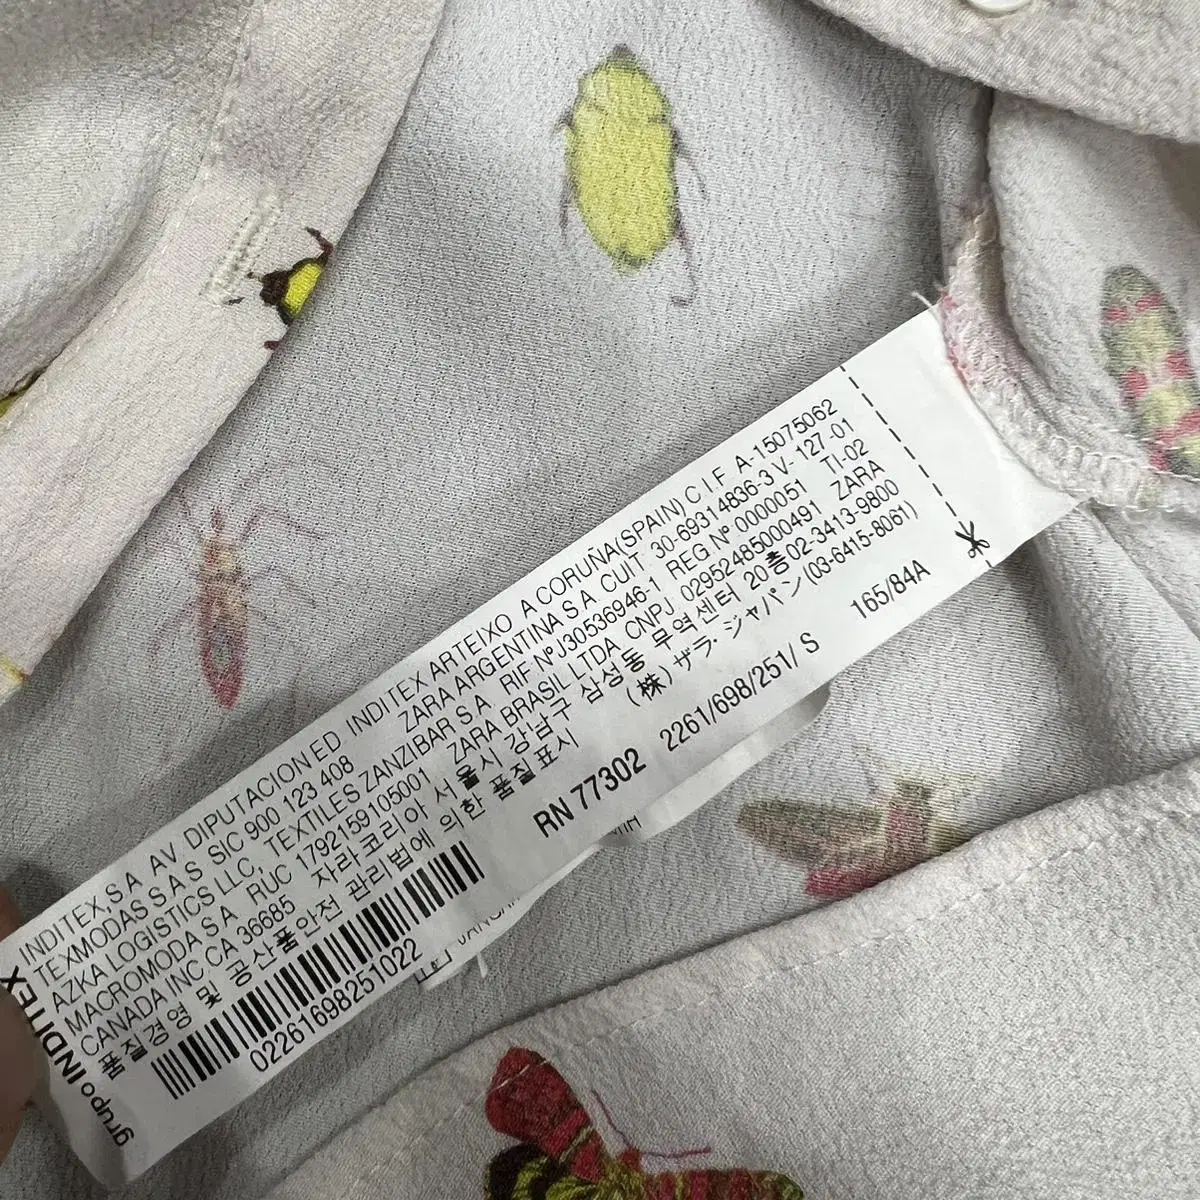 INDITEX,S A AV DIPUTACION ED INDITEX ARTEIXO A CORUÑA(SPAIN) C I F A-15075062
TEXMODAS S A S SIC 900 123 408 ZARA ARGENTINA S A CUIT 30-69314836-3 V-127-01
AZKA LOGISTICS LLC, TEXTILES ZANZIBAR S A RIF Nº J30536946-1 REG Nº 0000051 TI-02
MACROMODA S A RUC 1792159105001 ZARA BRASIL LTDA CNPJ 02952485000491 ZARA
CANADA INC CA 36685 자라코리아 서울시 강남구 삼성동 무역센터 20층 02-3413-9800
품질경영 및 공산품안전 관리법에 의한 품질표시 (株) ザラ・ジャパン (03-6415-8061)
RN 77302 2261/698/251/ S 165/84A
02261698251022
grupo INDITEX